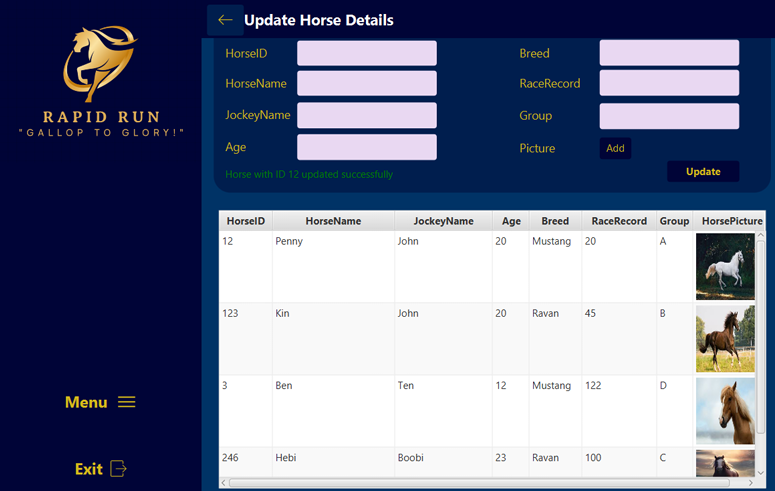 Update Horse Details
RAPID RUN
"GALLOP TO GLORY!"
Menu
Exit
HorseID
Breed
HorseName
RaceRecord
JockeyName
Group
Age
Picture Add
Horse with ID 12 updated successfully
Update
HorseID HorseName JockeyName Age Breed RaceRecord Group HorsePicture
12 Penny John 20 Mustang 20 A
123 Kin John 20 Ravan 45 B
3 Ben Ten 12 Mustang 122 D
246 Hebi Boobi 23 Ravan 100 C